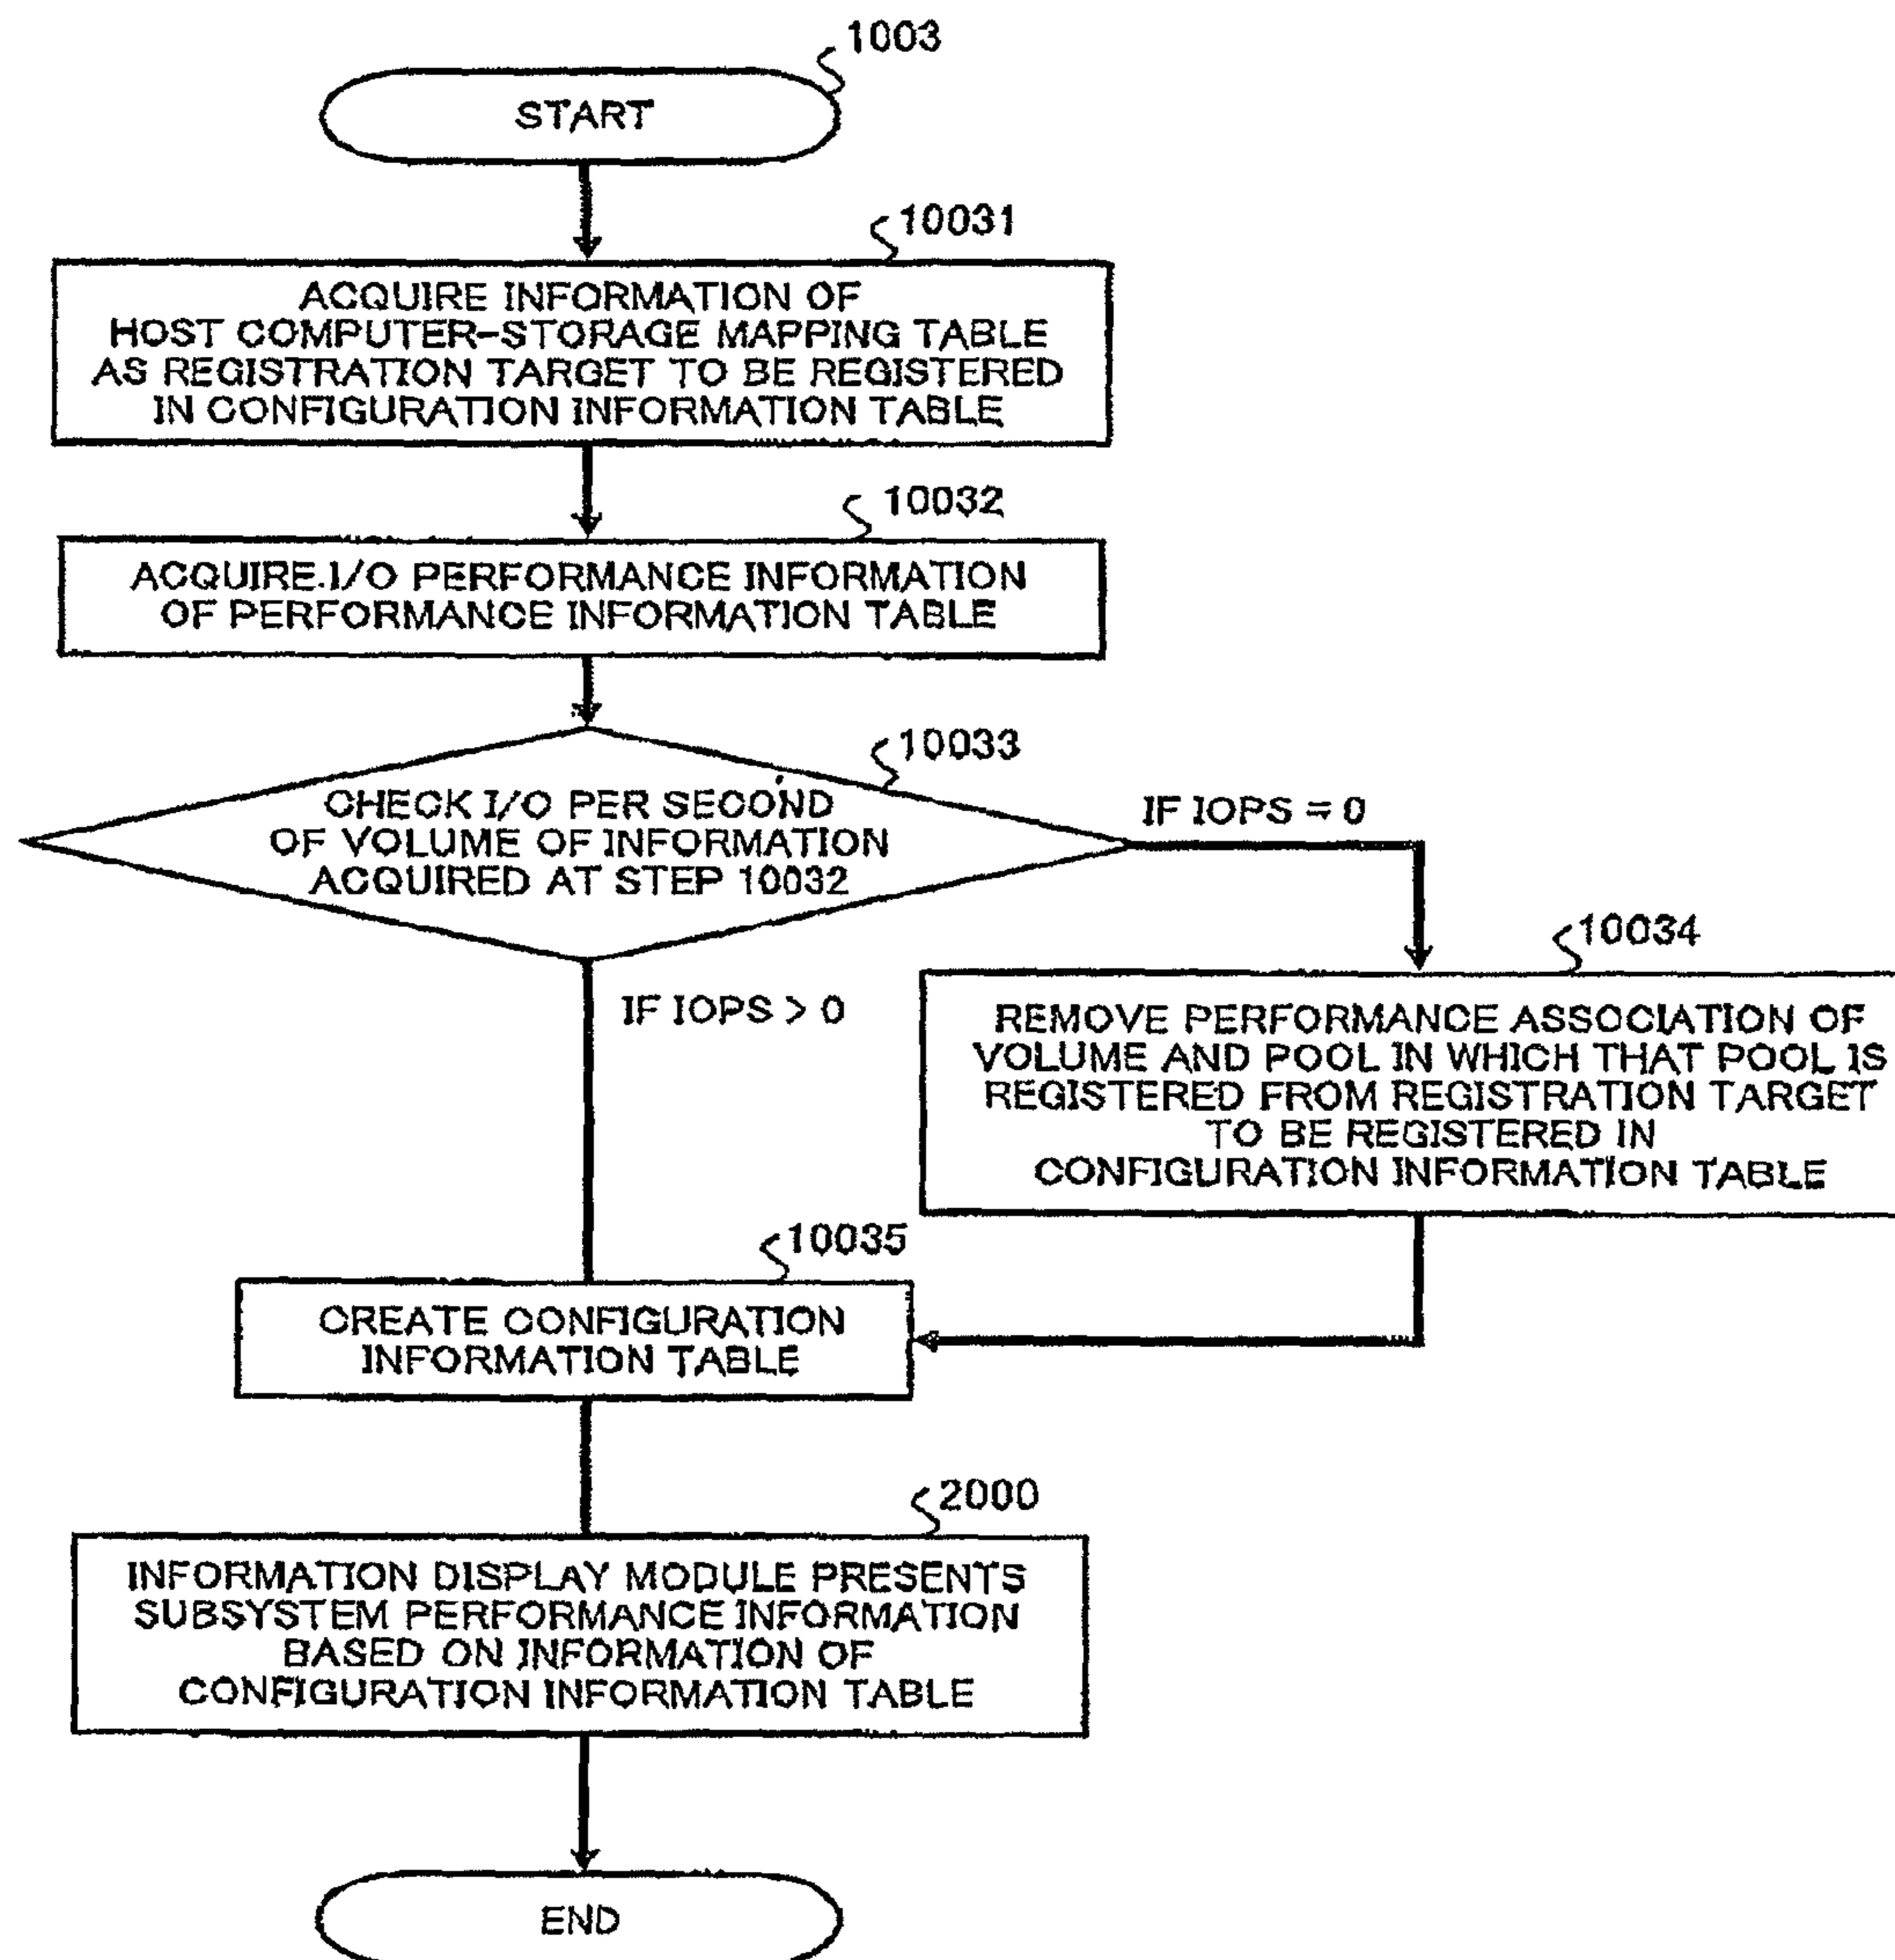 1003
START
10031
ACQUIRE INFORMATION OF
HOST COMPUTER-STORAGE MAPPING TABLE
AS REGISTRATION TARGET TO BE REGISTERED
IN CONFIGURATION INFORMATION TABLE
10032
ACQUIRE I/O PERFORMANCE INFORMATION
OF PERFORMANCE INFORMATION TABLE
10033
CHECK I/O PER SECOND
OF VOLUME OF INFORMATION
ACQUIRED AT STEP 10032
IF IOPS = 0
IF IOPS > 0
10034
REMOVE PERFORMANCE ASSOCIATION OF
VOLUME AND POOL IN WHICH THAT POOL IS
REGISTERED FROM REGISTRATION TARGET
TO BE REGISTERED IN
CONFIGURATION INFORMATION TABLE
10035
CREATE CONFIGURATION
INFORMATION TABLE
2000
INFORMATION DISPLAY MODULE PRESENTS
SUBSYSTEM PERFORMANCE INFORMATION
BASED ON INFORMATION OF
CONFIGURATION INFORMATION TABLE
END